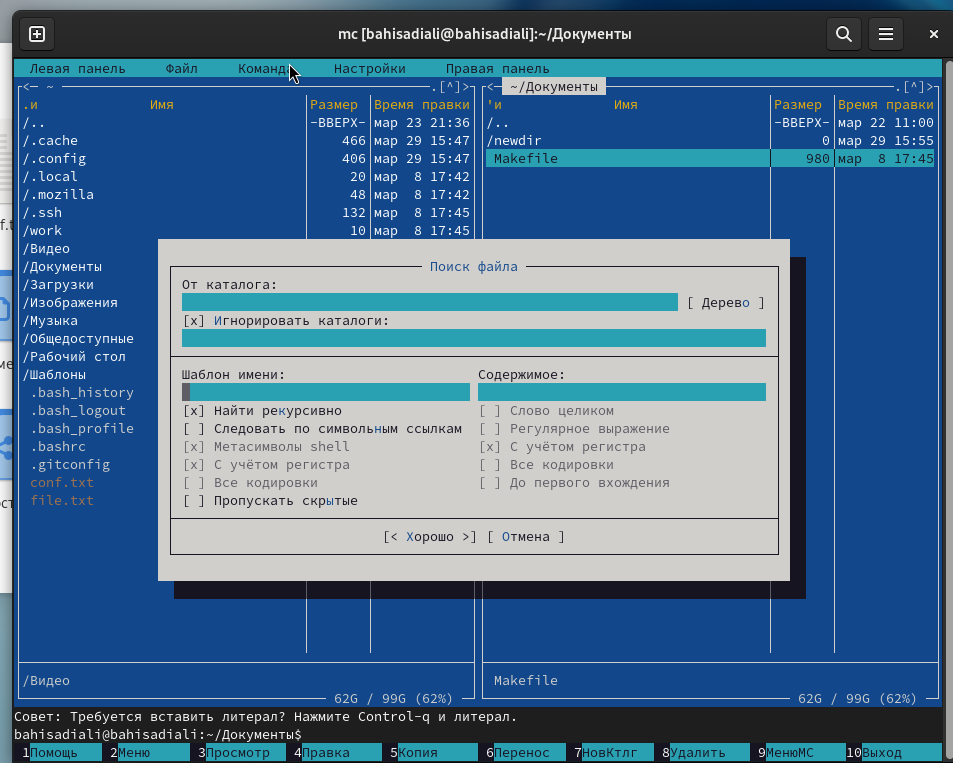 mc [bahisadiali@bahisadiali]:~/Документы
Левая панель Файл Команд Настройки Правая панель
<— ~ .[^]> <— ~/Документы .[^]>
.и Имя Размер Время правки 'и Имя Размер Время правки
/.. -ВВЕРХ- мар 23 21:36 /.. -ВВЕРХ- мар 22 11:00
/.cache 466 мар 29 15:47 /newdir 0 мар 29 15:55
/.config 406 мар 29 15:47 Makefile 980 мар 8 17:45
/.local 20 мар 8 17:42
/.mozilla 48 мар 8 17:42
/.ssh 132 мар 8 17:45
/work 10 мар 8 17:45
/Видео
/Документы
/Загрузки
/Изображения
/Музыка
/Общедоступные
/Рабочий стол
/Шаблоны
.bash_history
.bash_logout
.bash_profile
.bashrc
.gitconfig
conf.txt
file.txt
Поиск файла
От каталога:
[ Дерево ]
[x] Игнорировать каталоги:
Шаблон имени: Содержимое:
[x] Найти рекурсивно [ ] Слово целиком
[ ] Следовать по символьным ссылкам [ ] Регулярное выражение
[x] Метасимволы shell [x] С учётом регистра
[x] С учётом регистра [ ] Все кодировки
[ ] Все кодировки [ ] До первого вхождения
[ ] Пропускать скрытые
[< Хорошо >] [ Отмена ]
/Видео Makefile
62G / 99G (62%) 62G / 99G (62%)
Совет: Требуется вставить литерал? Нажмите Control-q и литерал.
bahisadiali@bahisadiali:~/Документы$
1Помощь 2Меню 3Просмотр 4Правка 5Копия 6Перенос 7НовКтлг 8Удалить 9МенюMC 10Выход